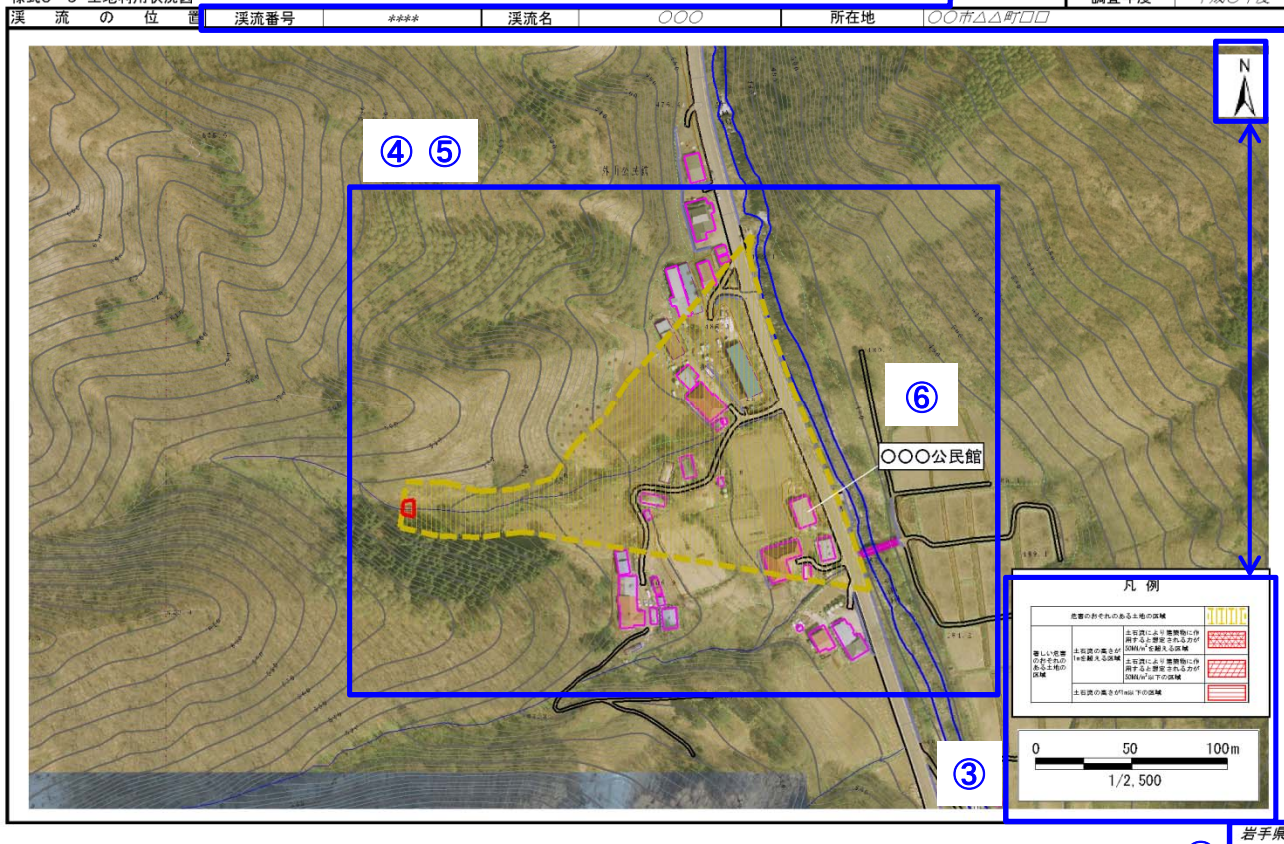 渓流の位置 渓流番号 **** 渓流名 ○○○ 所在地 ○○市△△町□□
N
④ ⑤
⑥
○○○公民館
凡 例
危害のおそれのある土地の区域
著しい危害
のおそれの
ある土地の
区域
土石流の高さが
1mを超える区域
土石流により建築物に作
用すると想定される力が
50kN/m²を超える区域
土石流により建築物に作
用すると想定される力が
50kN/m²以下の区域
土石流の高さが1m以下の区域
③
0 50 100m
1/2,500
岩手県